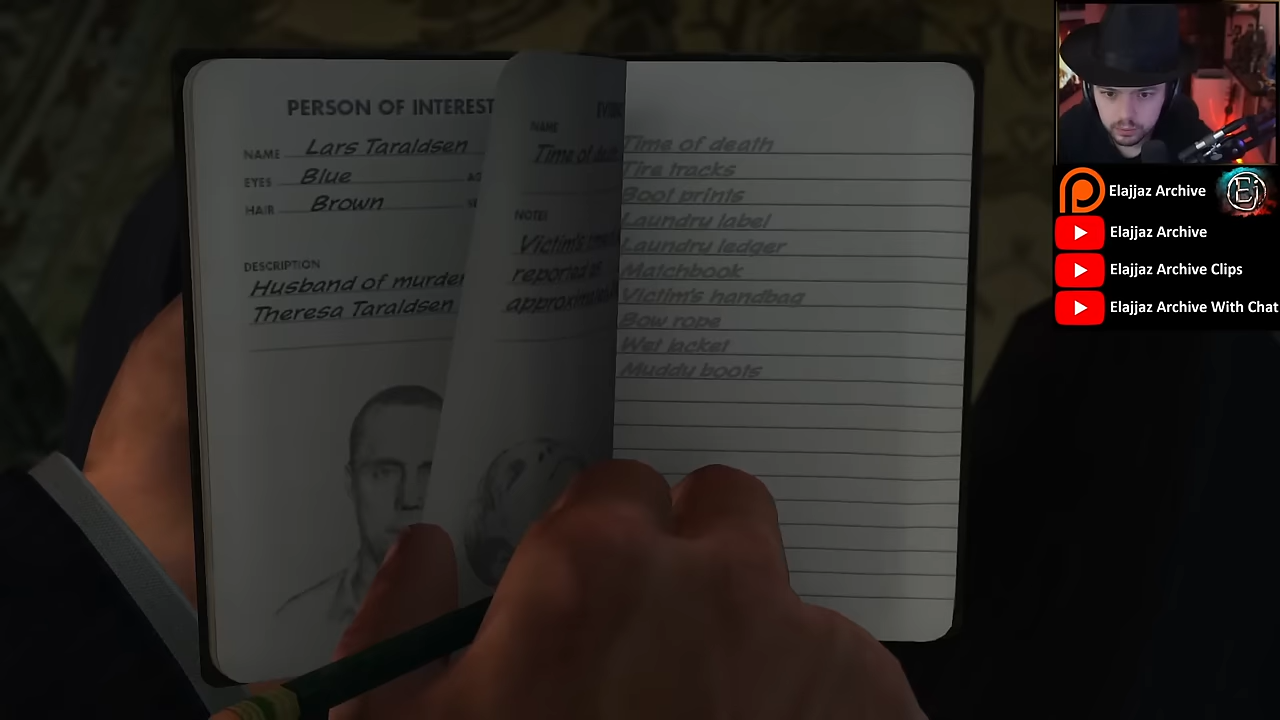 PERSON OF INTEREST
NAME Lars Taraldsen
EYES Blue
HAIR Brown
DESCRIPTION
Husband of murder
Theresa Taraldsen
NAME
Time of
NOTES
Victim's
reported
Time of death
Tire tracks
Boot prints
Laundry label
Laundry ledger
Matchbook
Victim's handbag
Bow rope
Wet jacket
Muddy boots
Elajjaz Archive
Ej
Elajjaz Archive
Elajjaz Archive Clips
Elajjaz Archive With Chat